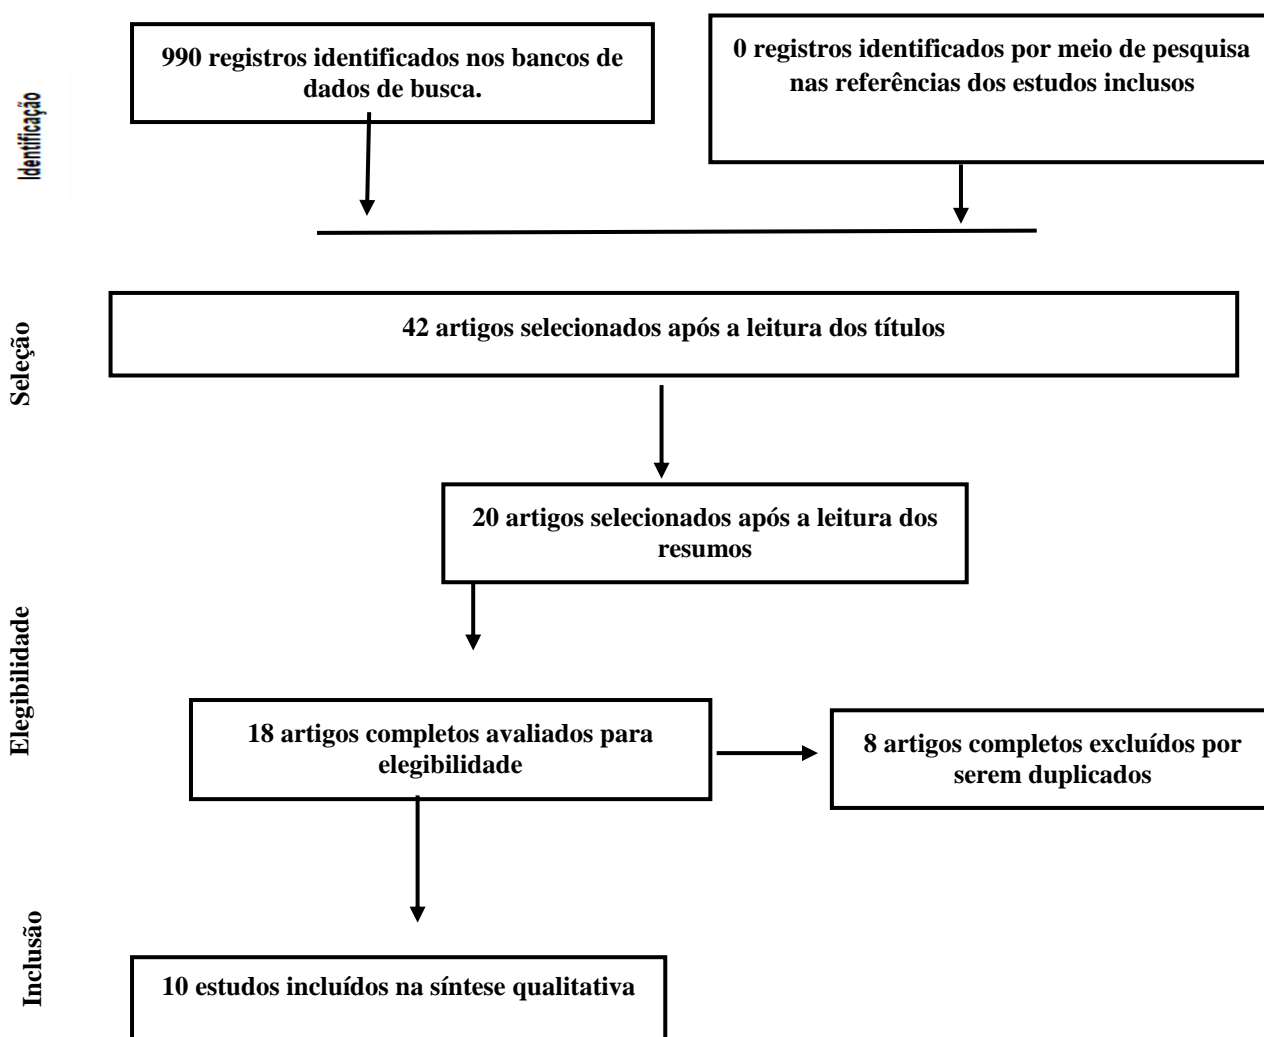 990 registros identificados nos bancos de
dados de busca.
0 registros identificados por meio de pesquisa
nas referências dos estudos inclusos
Identificação
42 artigos selecionados após a leitura dos títulos
Seleção
20 artigos selecionados após a leitura dos
resumos
Elegibilidade
18 artigos completos avaliados para
elegibilidade
8 artigos completos excluídos por
serem duplicados
Inclusão
10 estudos incluídos na síntese qualitativa